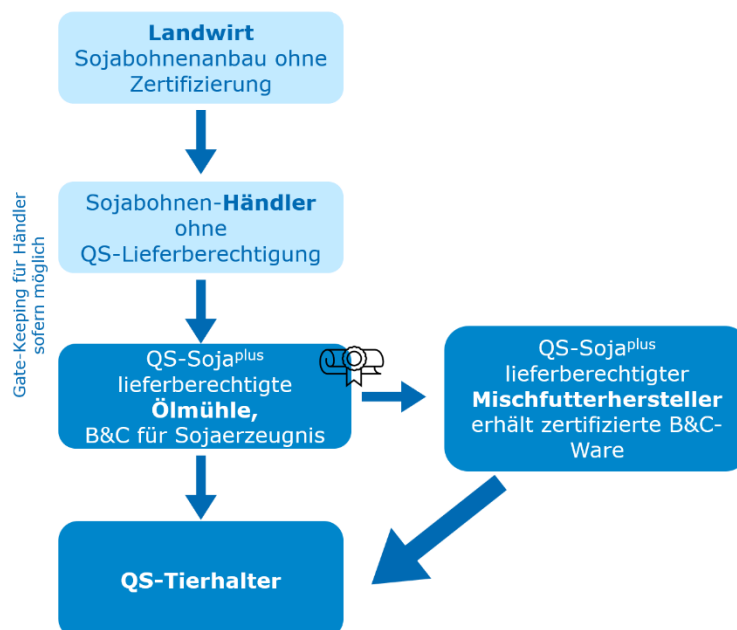 Landwirt
Sojabohnenanbau ohne
Zertifizierung
Sojabohnen-Händler
ohne
QS-Lieferberechtigung
Gate-Keeping für Händler
sofern möglich
QS-Sojaplus
lieferberechtigte
Ölmühle,
B&C für Sojaerzeugnis
QS-Sojaplus
lieferberechtigter
Mischfutterhersteller
erhält zertifizierte B&C-
Ware
QS-Tierhalter